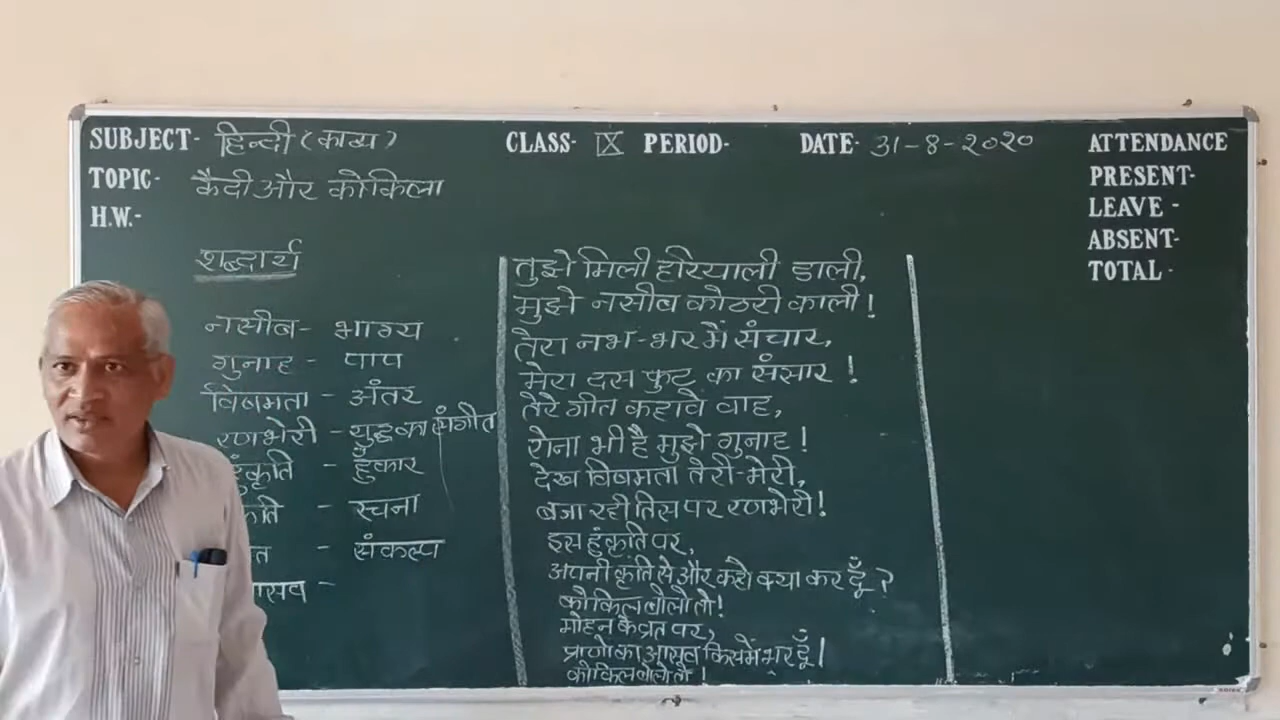 SUBJECT- हिन्दी (काव्य) CLASS- IX PERIOD- DATE- 31-8-2020 ATTENDANCE
TOPIC- कैदी और कोकिला PRESENT-
H.W.- LEAVE -
ABSENT-
TOTAL -
शब्दार्थ
नसीब - भाग्य
गुनाह - पाप
विषमता - अंतर
रणभेरी - युद्ध का संगीत
हुंकृति - हुंकार
कृति - रचना
- संकल्प
तुझे मिली हरियाली डाली,
मुझे नसीब कोठरी काली!
तेरा नभ-भर में संचार,
मेरा दस फुट का संसार!
तेरे गीत कहावें वाह,
रोना भी है मुझे गुनाह!
देख विषमता तेरी-मेरी,
बजा रही तिस पर रणभेरी!
इस हुंकृति पर,
अपनी कृति से और कहो क्या कर दूँ?
कोकिल बोलो तो!
मोहन के व्रत पर,
प्राणों का आसव किसमें भर दूँ!
कोकिल बोलो तो!